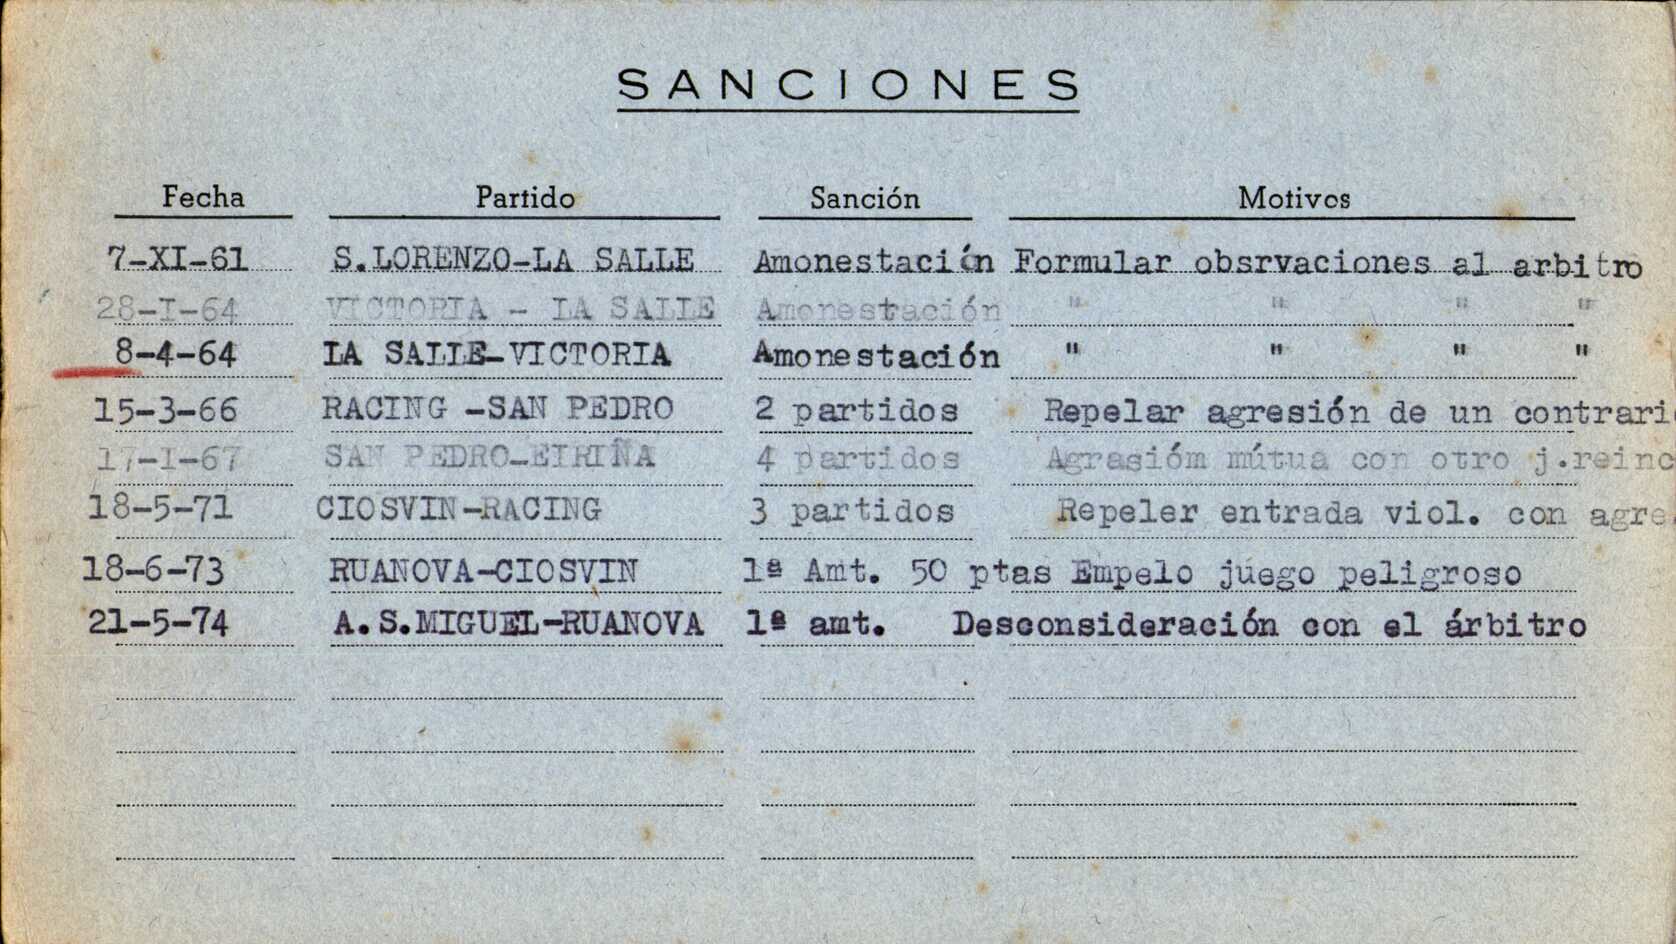 SANCIONES
Fecha Partido Sanción Motivos
7-XI-61 S.LORENZO-LA SALLE Amonestación Formular obsrvaciones al arbitro
28-I-64 VICTORIA - LA SALLE Amonestación " " " "
8-4-64 LA SALLE-VICTORIA Amonestación " " " "
15-3-66 RACING -SAN PEDRO 2 partidos Repelar agresión de un contrario
17-I-67 SAN PEDRO-EIRIÑA 4 partidos Agrasióm mútua con otro j.reinc
18-5-71 CIOSVIN-RACING 3 partidos Repeler entrada viol. con agre
18-6-73 RUANOVA-CIOSVIN 1ª Amt. 50 ptas Empelo juego peligroso
21-5-74 A.S.MIGUEL-RUANOVA 1ª amt. Desconsideración con el árbitro